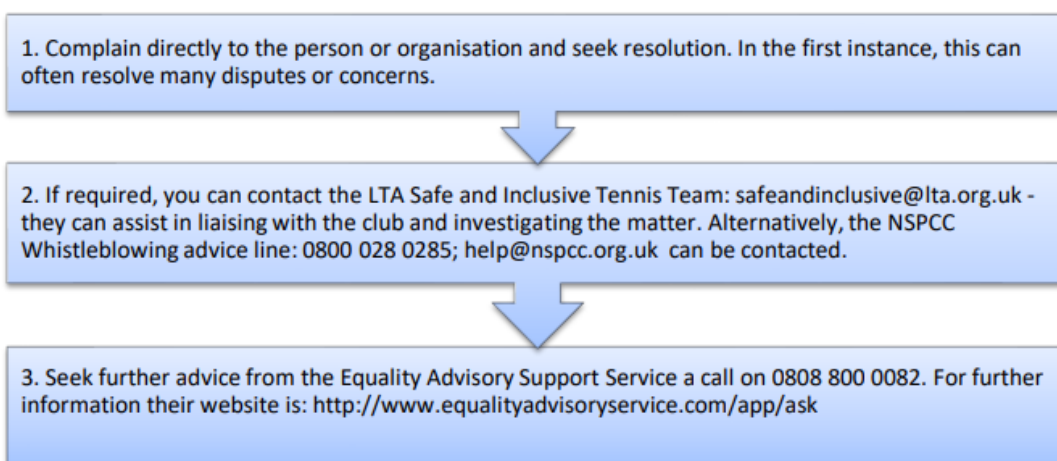 1. Complain directly to the person or organisation and seek resolution. In the first instance, this can
often resolve many disputes or concerns.
2. If required, you can contact the LTA Safe and Inclusive Tennis Team: safeandinclusive@lta.org.uk -
they can assist in liaising with the club and investigating the matter. Alternatively, the NSPCC
Whistleblowing advice line: 0800 028 0285; help@nspcc.org.uk can be contacted.
3. Seek further advice from the Equality Advisory Support Service a call on 0808 800 0082. For further
information their website is: http://www.equalityadvisoryservice.com/app/ask